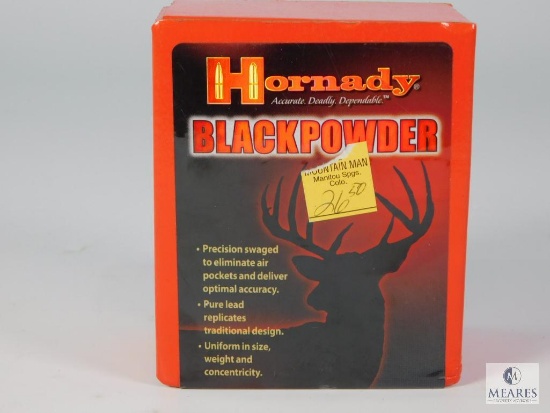 Hornady®
Accurate. Deadly. Dependable.™
BLACKPOWDER
MOUNTAIN MAN
Manitou Spgs.
Colo.
26 50
• Precision swaged
to eliminate air
pockets and deliver
optimal accuracy.
• Pure lead
replicates
traditional design.
• Uniform in size,
weight and
concentricity.
M
MEARES